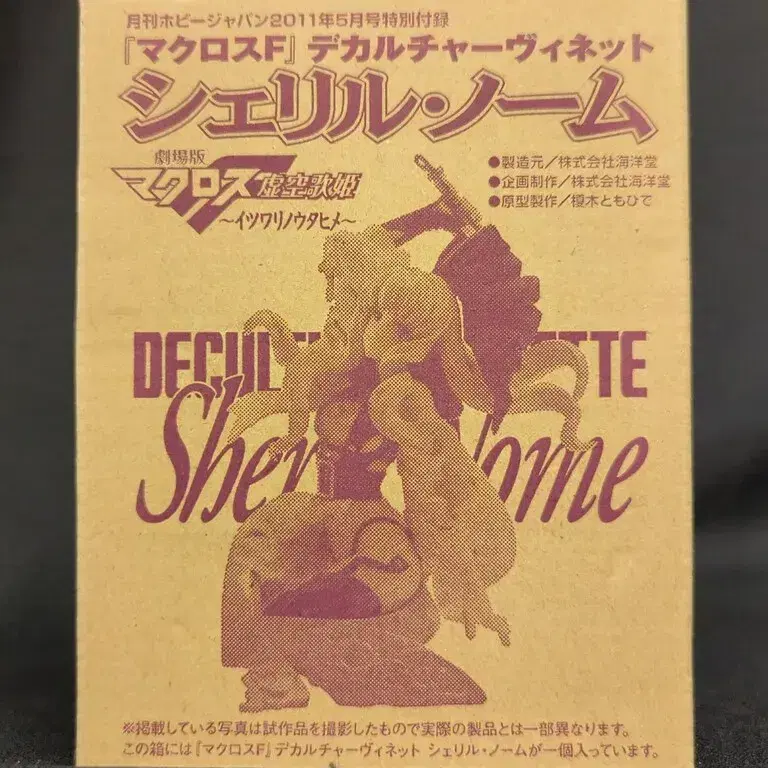 月刊ホビージャパン2011年5月号特別付録
『マクロスF』デカルチャーヴィネット
シェリル・ノーム
劇場版
マクロスF 虚空歌姫
〜イツワリノウタヒメ〜
●製造元／株式会社海洋堂
●企画制作／株式会社海洋堂
●原型製作／榎木ともひで
DECUL TTE
Sher ome
※掲載している写真は試作品を撮影したもので実際の製品とは一部異なります。
この箱には『マクロスF』デカルチャーヴィネット シェリル・ノームが一個入っています。